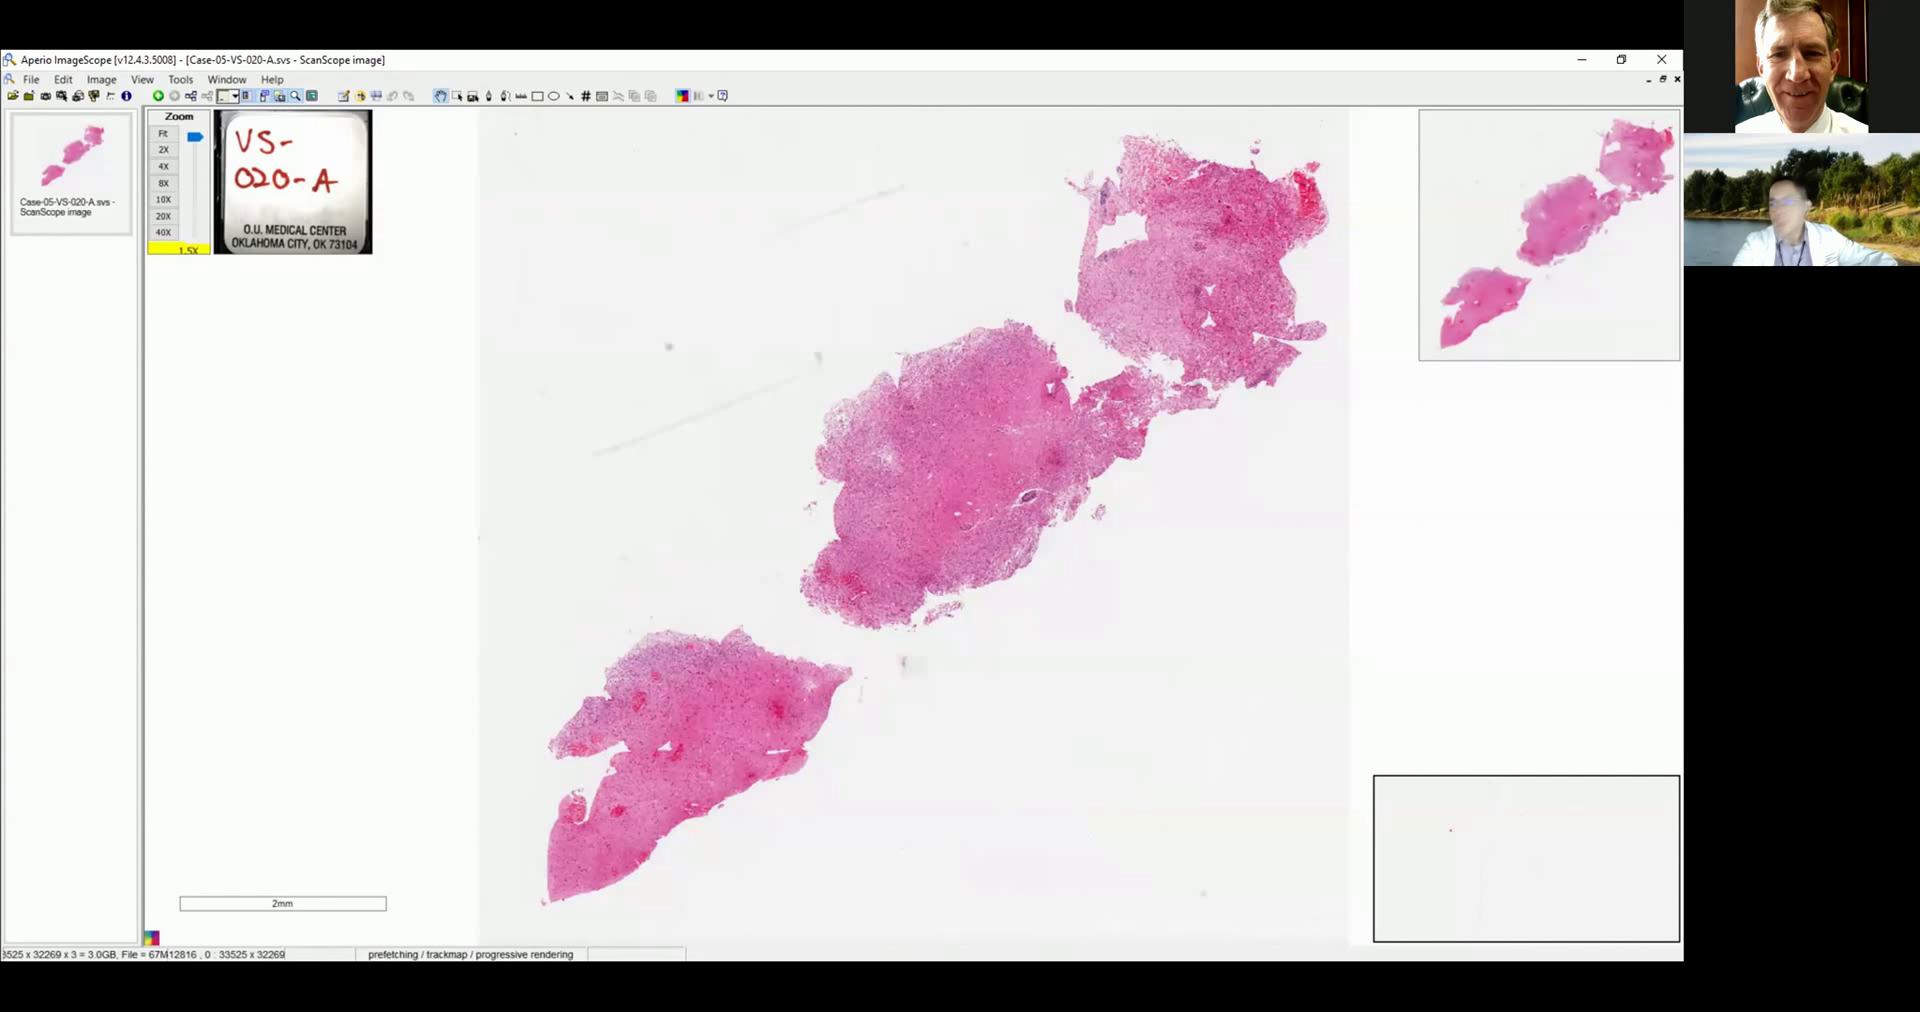 Aperio ImageScope [v12.4.3.5008] - [Case-05-VS-020-A.svs - ScanScope image]
File Edit Image View Tools Window Help
Case-05-VS-020-A.svs -
ScanScope image
Zoom
Fit
2X
4X
8X
10X
20X
40X
1.5X
VS-
020-A
O.U. MEDICAL CENTER
OKLAHOMA CITY, OK 73104
2mm
3525 x 32269 x 3 = 3.0GB, File = 67M 12816 , 0 : 33525 x 32269 prefetching / trackmap / progressive rendering